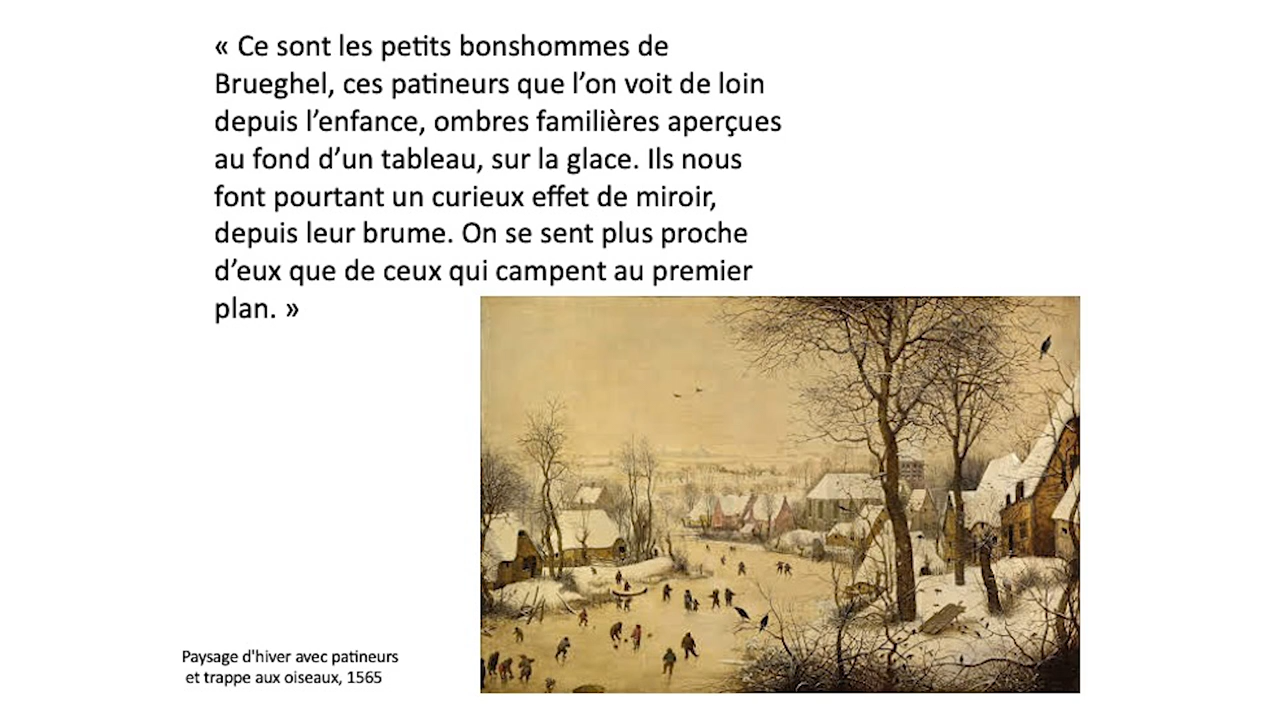 « Ce sont les petits bonshommes de
Brueghel, ces patineurs que l’on voit de loin
depuis l’enfance, ombres familières aperçues
au fond d’un tableau, sur la glace. Ils nous
font pourtant un curieux effet de miroir,
depuis leur brume. On se sent plus proche
d’eux que de ceux qui campent au premier
plan. »
Paysage d'hiver avec patineurs
et trappe aux oiseaux, 1565